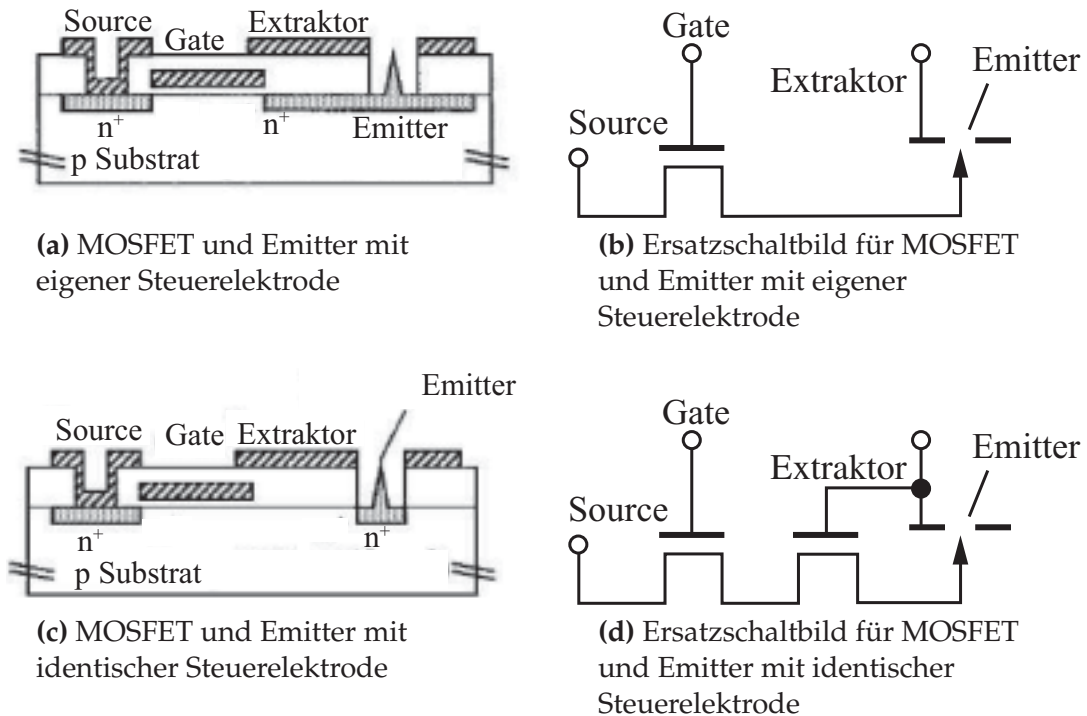 Source
Extraktor
Gate
n+
n+
Emitter
p Substrat
(a) MOSFET und Emitter mit
eigener Steuerelektrode
Gate
Emitter
Extraktor
Source
(b) Ersatzschaltbild für MOSFET
und Emitter mit eigener
Steuerelektrode
Emitter
Source
Gate
Extraktor
n+
n+
p Substrat
(c) MOSFET und Emitter mit
identischer Steuerelektrode
Gate
Emitter
Extraktor
Source
(d) Ersatzschaltbild für MOSFET
und Emitter mit identischer
Steuerelektrode